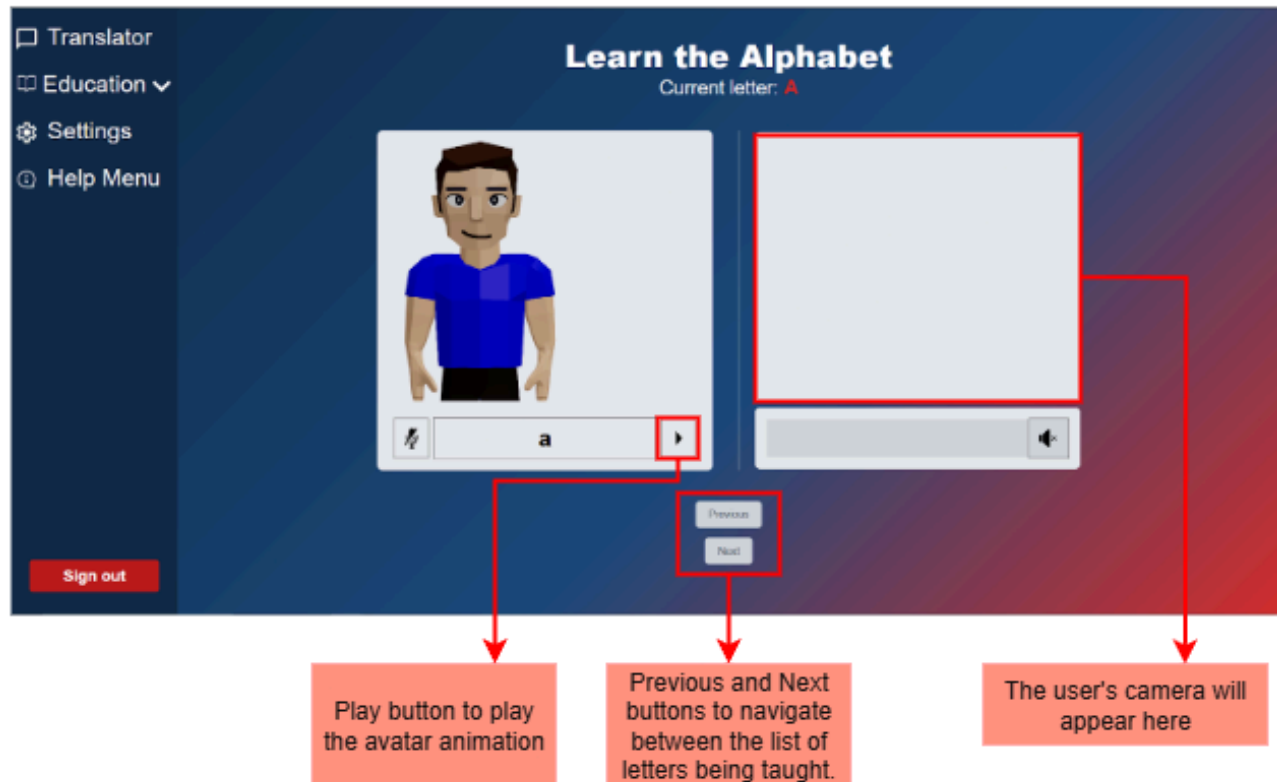 Translator
Education
Settings
Help Menu
Sign out
Learn the Alphabet
Current letter: A
a
Previous
Next
Play button to play
the avatar animation
Previous and Next
buttons to navigate
between the list of
letters being taught.
The user's camera will
appear here